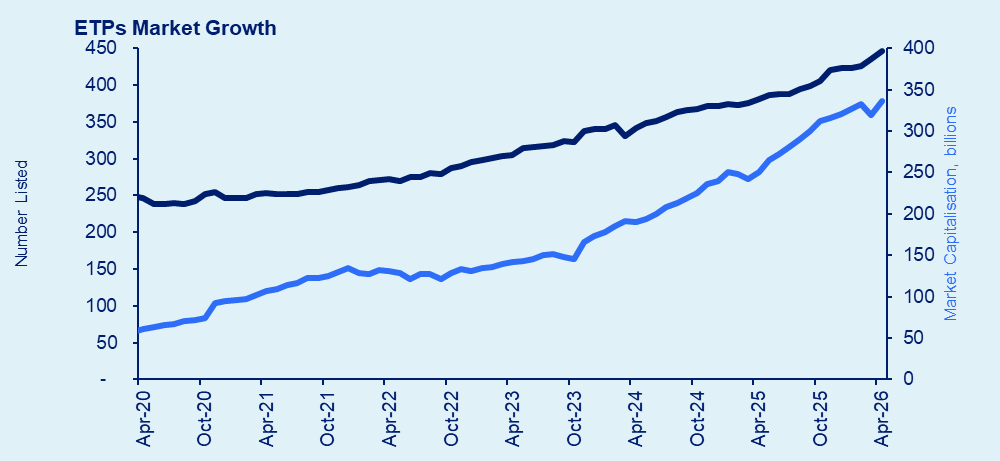 ETPs Market Growth
450
400
350
300
250
200
150
100
50
-
Number Listed
400
350
300
250
200
150
100
50
0
Market Capitalisation, billions
Apr-20
Oct-20
Apr-21
Oct-21
Apr-22
Oct-22
Apr-23
Oct-23
Apr-24
Oct-24
Apr-25
Oct-25
Apr-26